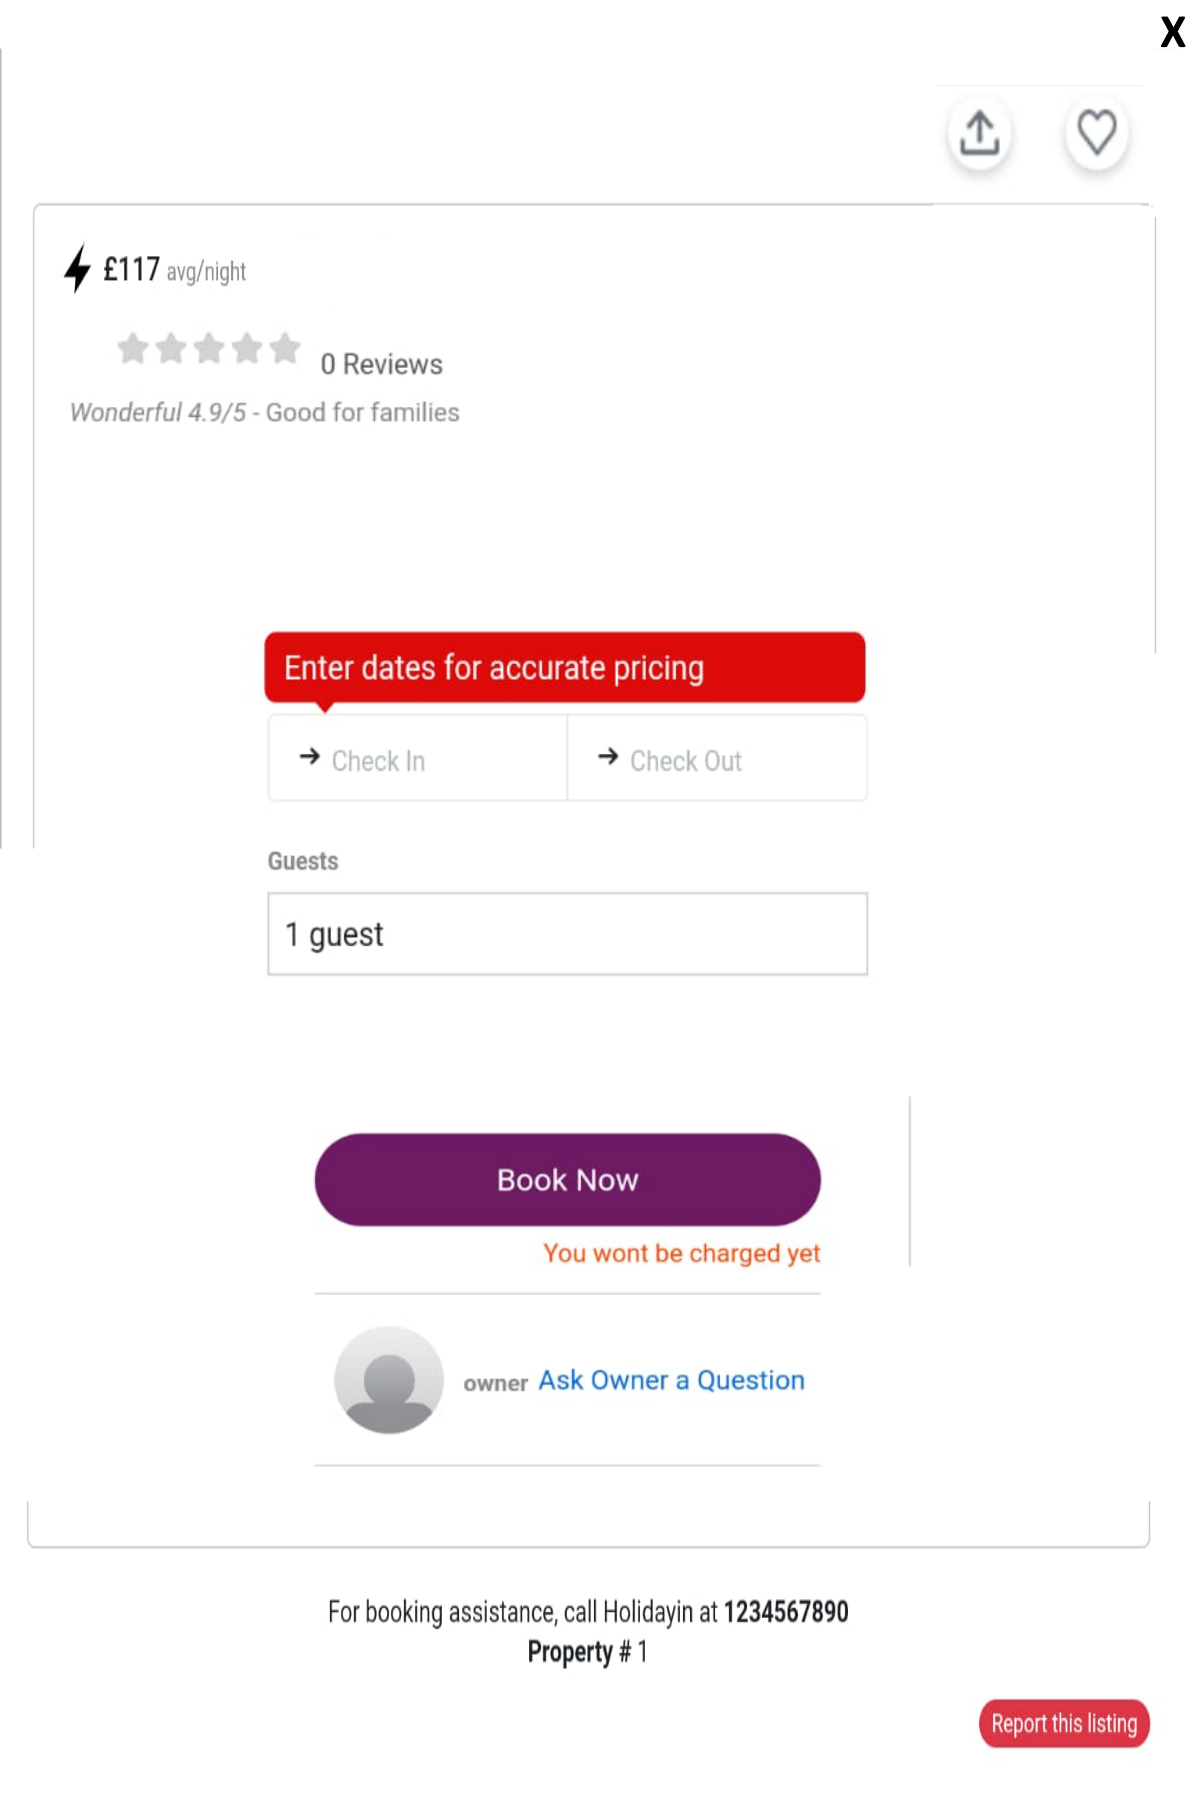 X
£117 avg/night
0 Reviews
Wonderful 4.9/5 - Good for families
Enter dates for accurate pricing
Check In Check Out
Guests
1 guest
Book Now
You wont be charged yet
owner Ask Owner a Question
For booking assistance, call Holidayin at 1234567890
Property # 1
Report this listing